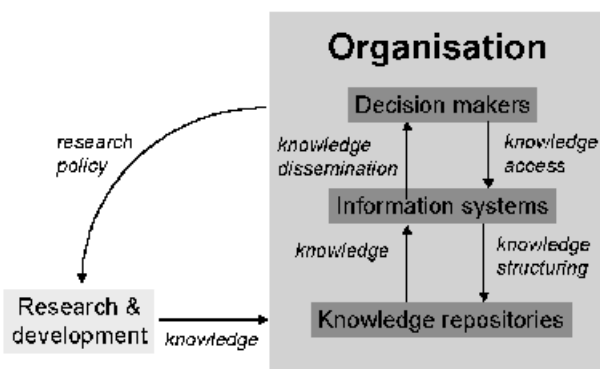 Organisation
Decision makers
research
policy
knowledge
dissemination
knowledge
access
Information systems
knowledge
knowledge
structuring
Research &
development
knowledge
Knowledge repositories